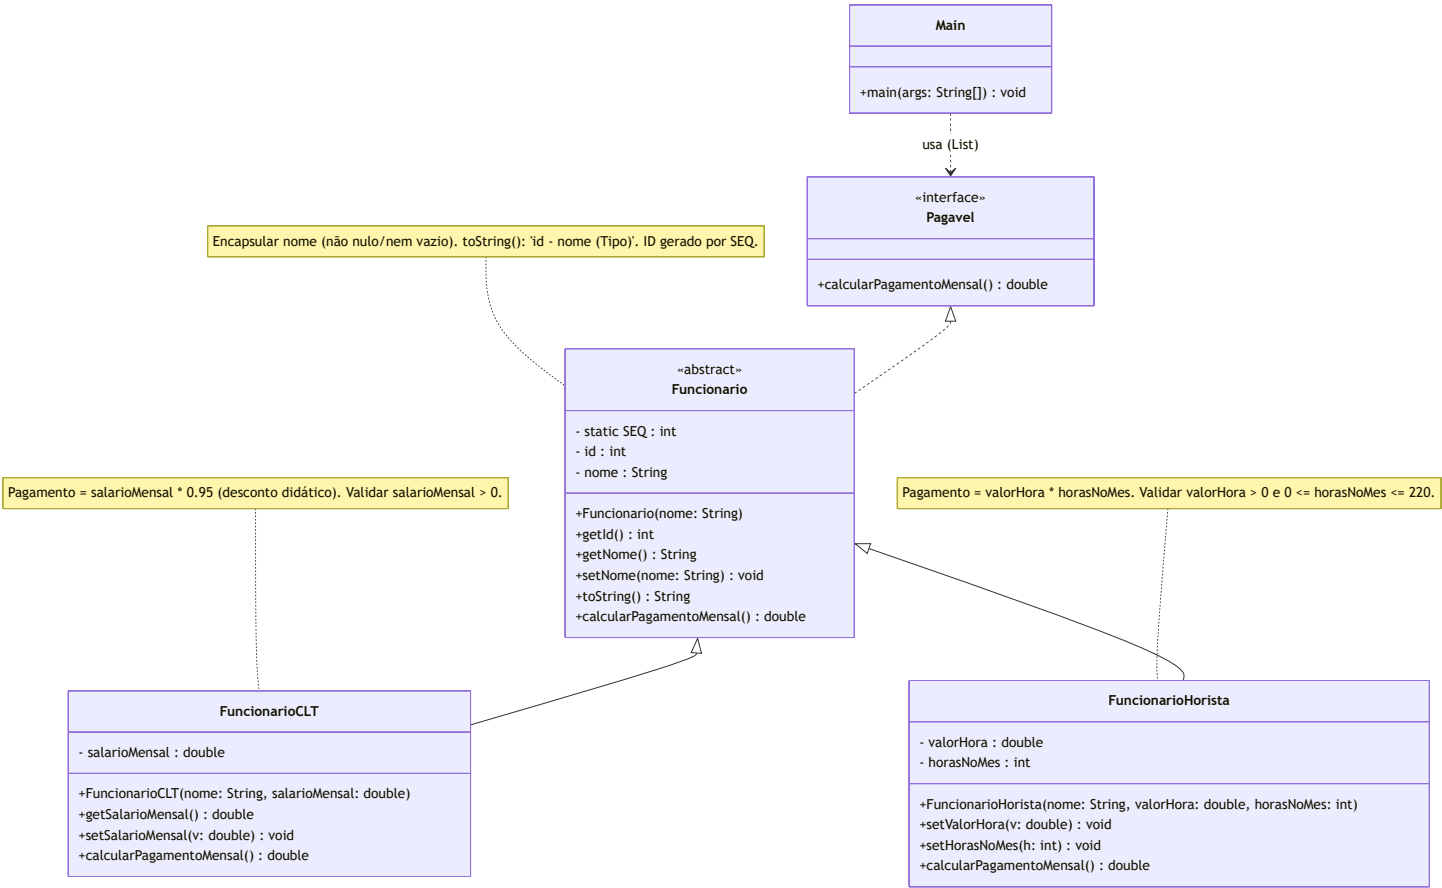 Main
+main(args: String[]) : void
usa (List)
«interface»
Pagavel
+calcularPagamentoMensal() : double
Encapsular nome (não nulo/nem vazio). toString(): 'id - nome (Tipo)'. ID gerado por SEQ.
«abstract»
Funcionario
- static SEQ : int
- id : int
- nome : String
+Funcionario(nome: String)
+getId() : int
+getNome() : String
+setNome(nome: String) : void
+toString() : String
+calcularPagamentoMensal() : double
Pagamento = salarioMensal * 0.95 (desconto didático). Validar salarioMensal > 0.
Pagamento = valorHora * horasNoMes. Validar valorHora > 0 e 0 <= horasNoMes <= 220.
FuncionarioCLT
- salarioMensal : double
+FuncionarioCLT(nome: String, salarioMensal: double)
+getSalarioMensal() : double
+setSalarioMensal(v: double) : void
+calcularPagamentoMensal() : double
FuncionarioHorista
- valorHora : double
- horasNoMes : int
+FuncionarioHorista(nome: String, valorHora: double, horasNoMes: int)
+setValorHora(v: double) : void
+setHorasNoMes(h: int) : void
+calcularPagamentoMensal() : double